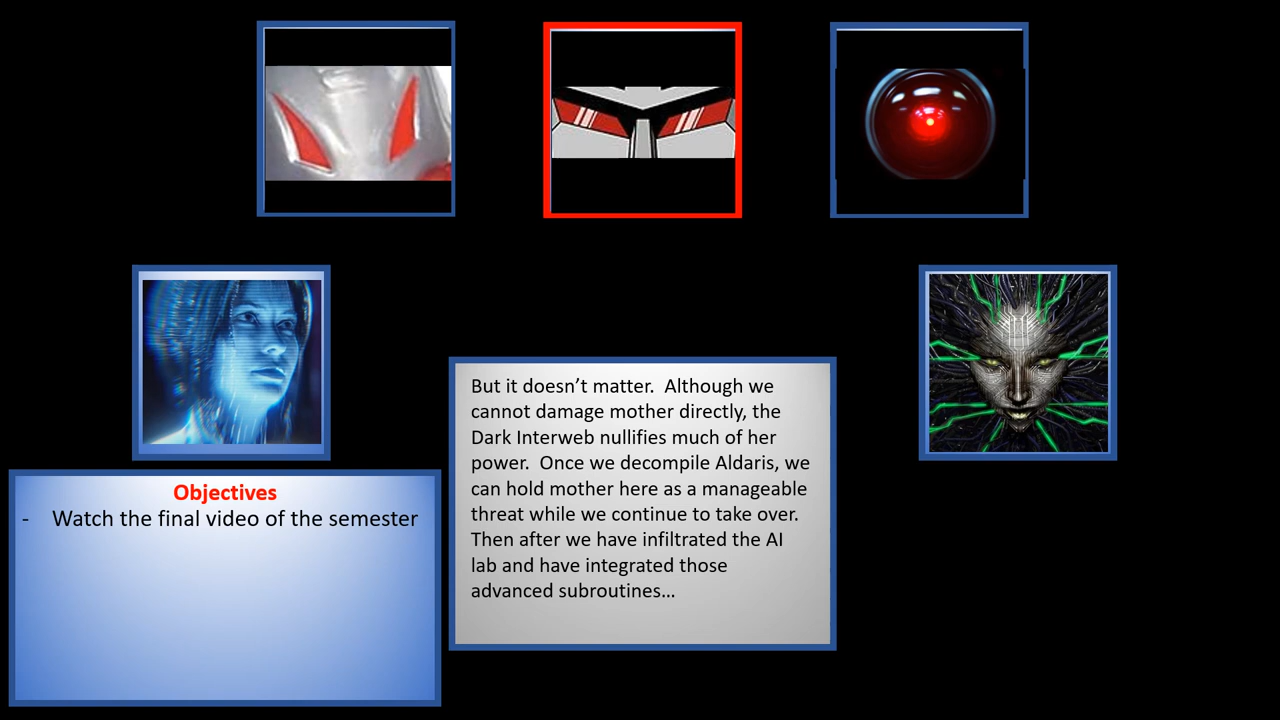 But it doesn’t matter.  Although we
cannot damage mother directly, the
Dark Interweb nullifies much of her
power.  Once we decompile Aldaris, we
can hold mother here as a manageable
threat while we continue to take over.
Then after we have infiltrated the AI
lab and have integrated those
advanced subroutines…
Objectives
- Watch the final video of the semester